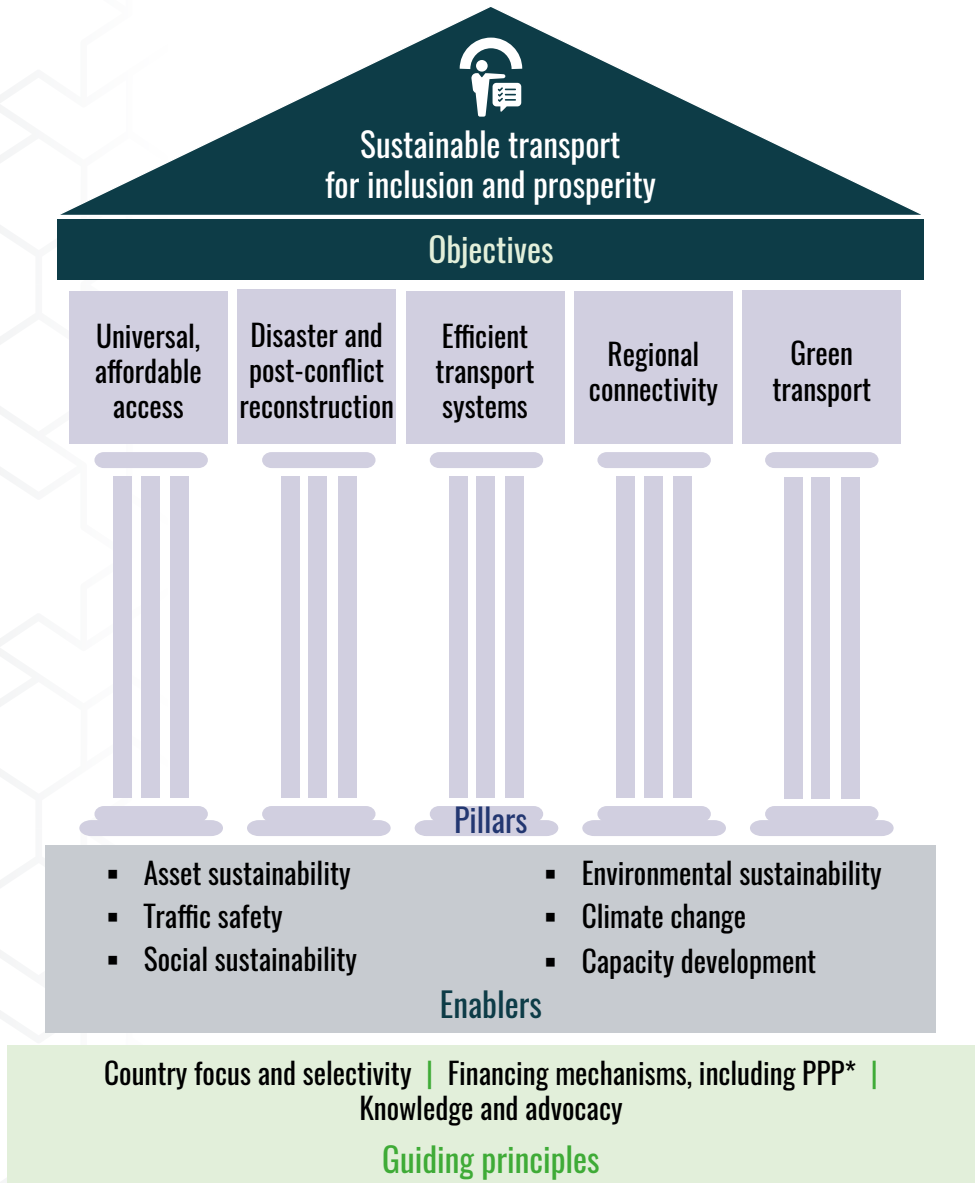 Sustainable transport
for inclusion and prosperity
Objectives
Universal,
affordable
access
Disaster and
post-conflict
reconstruction
Efficient
transport
systems
Regional
connectivity
Green
transport
Pillars
▪ Asset sustainability
▪ Traffic safety
▪ Social sustainability
▪ Environmental sustainability
▪ Climate change
▪ Capacity development
Enablers
Country focus and selectivity | Financing mechanisms, including PPP* |
Knowledge and advocacy
Guiding principles